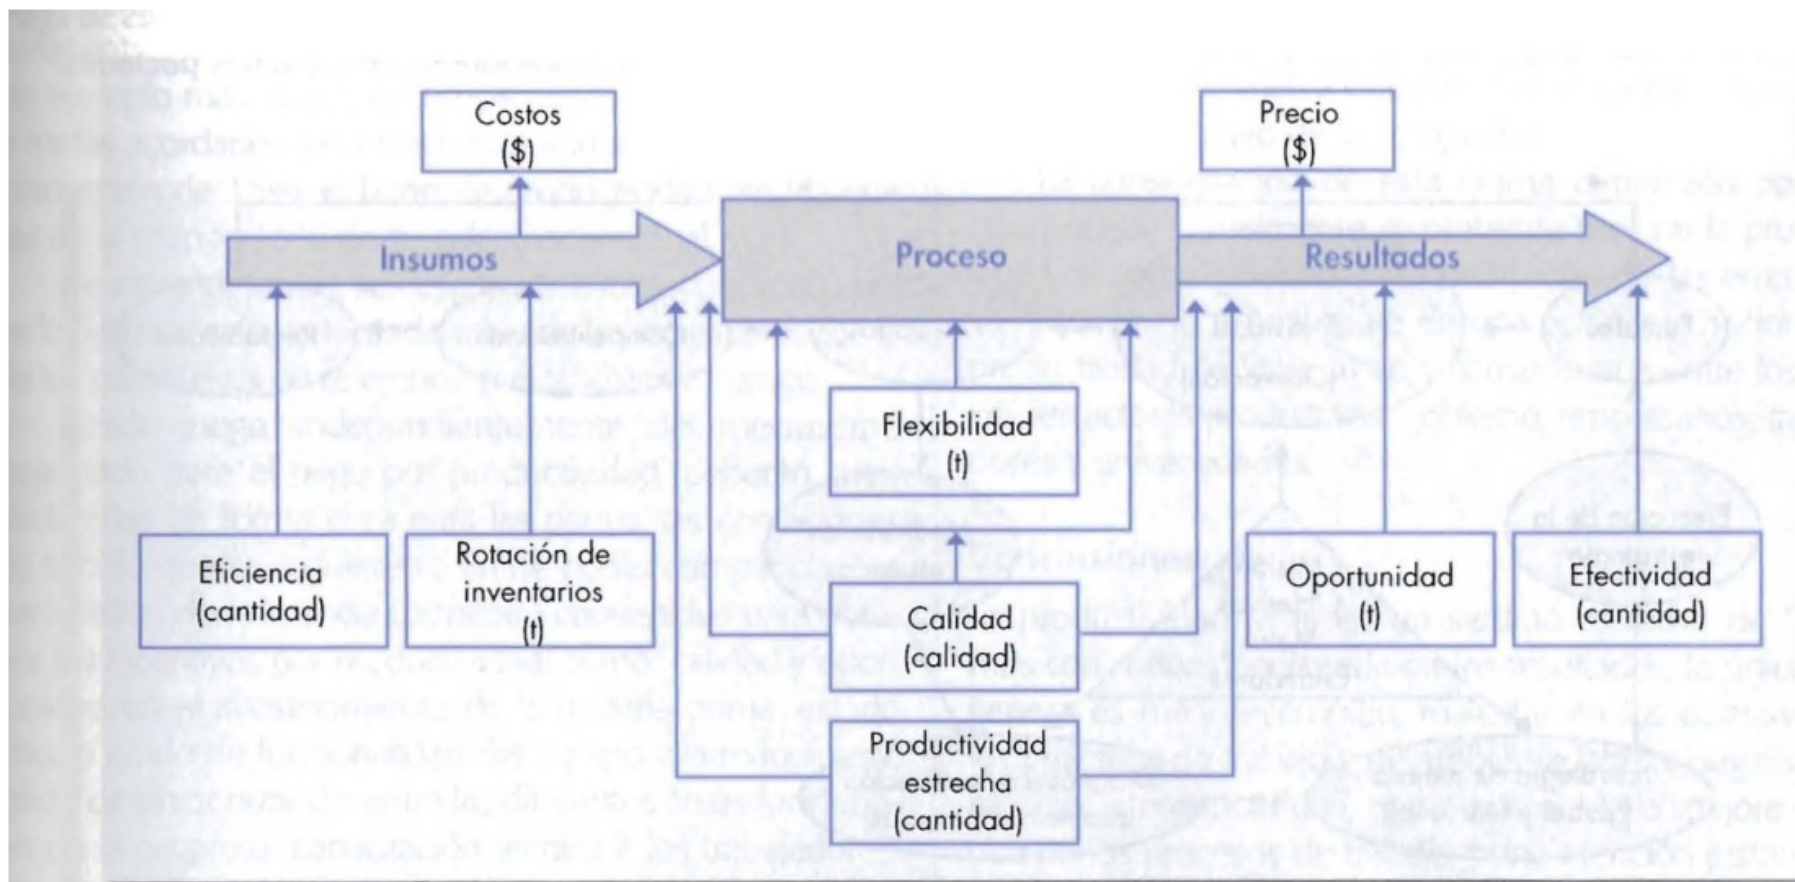 Costos
($)
Precio
($)
Insumos
Proceso
Resultados
Flexibilidad
(t)
Eficiencia
(cantidad)
Rotación de
inventarios
(t)
Calidad
(calidad)
Oportunidad
(t)
Efectividad
(cantidad)
Productividad
estrecha
(cantidad)